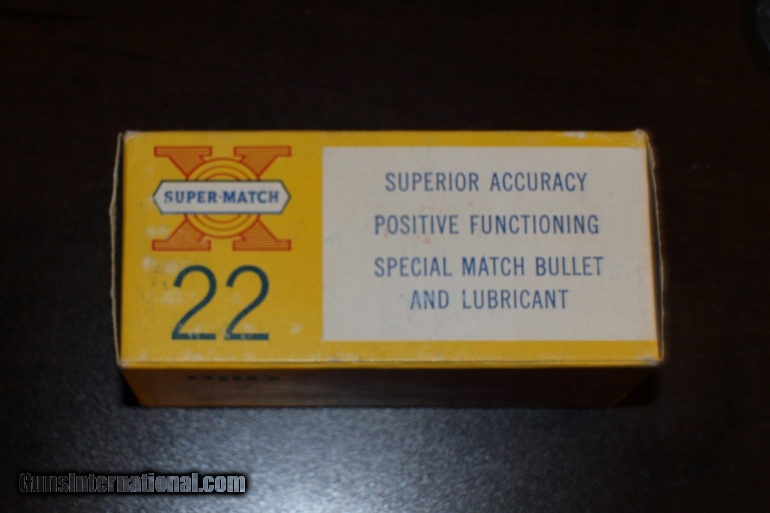 X
SUPER-MATCH
22
SUPERIOR ACCURACY
POSITIVE FUNCTIONING
SPECIAL MATCH BULLET
AND LUBRICANT
GunsInternational.com